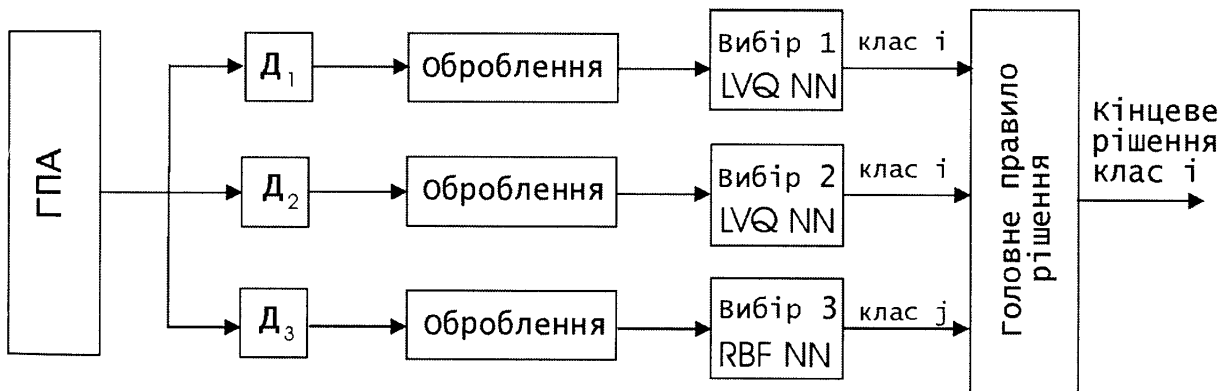 ГПА
Д1
Оброблення
Вибір 1
LVQ NN
клас i
Д2
Оброблення
Вибір 2
LVQ NN
клас i
Д3
Оброблення
Вибір 3
RBF NN
клас j
Головне правило
рішення
Кінцеве
рішення
клас i